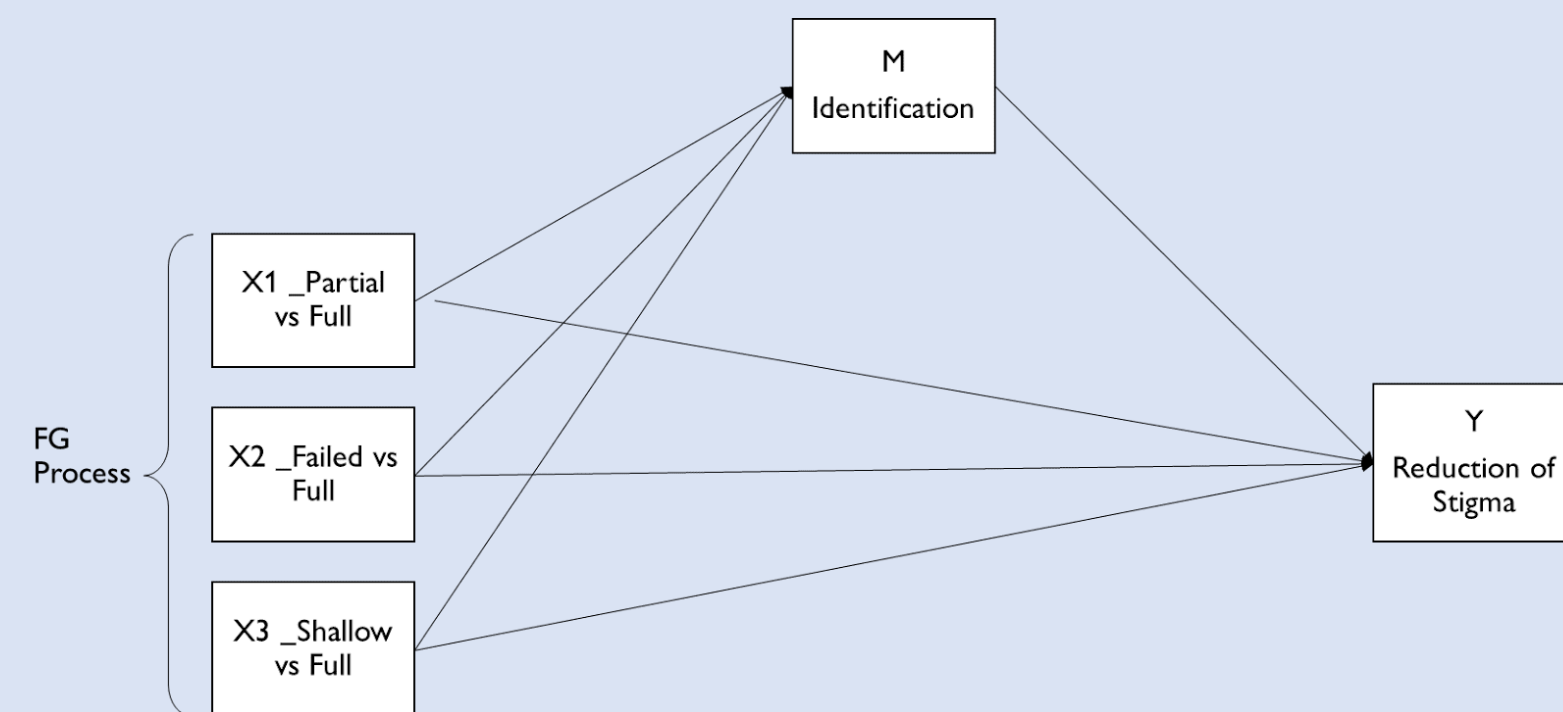 M
Identification
X1 _Partial
vs Full
X2 _Failed vs
Full
X3 _Shallow
vs Full
FG
Process
Y
Reduction of
Stigma